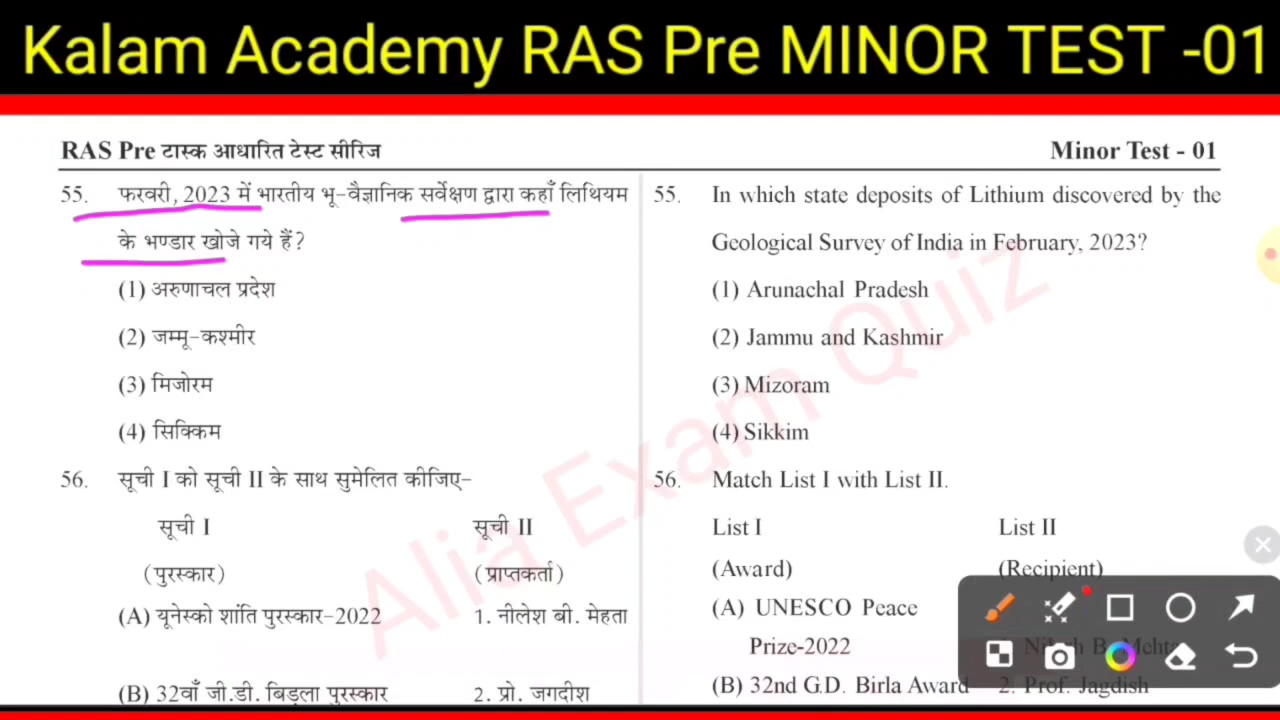 Kalam Academy RAS Pre MINOR TEST -01
RAS Pre टास्क आधारित टेस्ट सीरिज
Minor Test - 01
55. फरवरी, 2023 में भारतीय भू-वैज्ञानिक सर्वेक्षण द्वारा कहाँ लिथियम
के भण्डार खोजे गये हैं?
(1) अरुणाचल प्रदेश
(2) जम्मू-कश्मीर
(3) मिजोरम
(4) सिक्किम
56. सूची I को सूची II के साथ सुमेलित कीजिए-
सूची I सूची II
(पुरस्कार) (प्राप्तकर्ता)
(A) यूनेस्को शांति पुरस्कार-2022 1. नीलेश बी. मेहता
(B) 32वाँ जी.डी. बिड़ला पुरस्कार 2. प्रो. जगदीश
55. In which state deposits of Lithium discovered by the
Geological Survey of India in February, 2023?
(1) Arunachal Pradesh
(2) Jammu and Kashmir
(3) Mizoram
(4) Sikkim
56. Match List I with List II.
List I List II
(Award) (Recipient)
(A) UNESCO Peace
Prize-2022 1. Nilesh B. Mehta
(B) 32nd G.D. Birla Award 2. Prof. Jagdish
Alia Exam Quiz